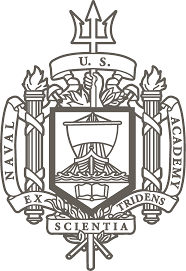 U. S.
NAVAL
ACADEMY
EX
TRIDENS
SCIENTIA